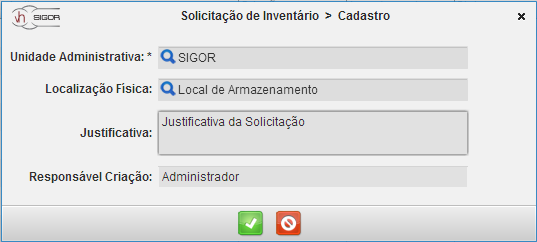 vh SIGOR
Solicitação de Inventário > Cadastro
Unidade Administrativa: * SIGOR
Localização Física: Local de Armazenamento
Justificativa: Justificativa da Solicitação
Responsável Criação: Administrador